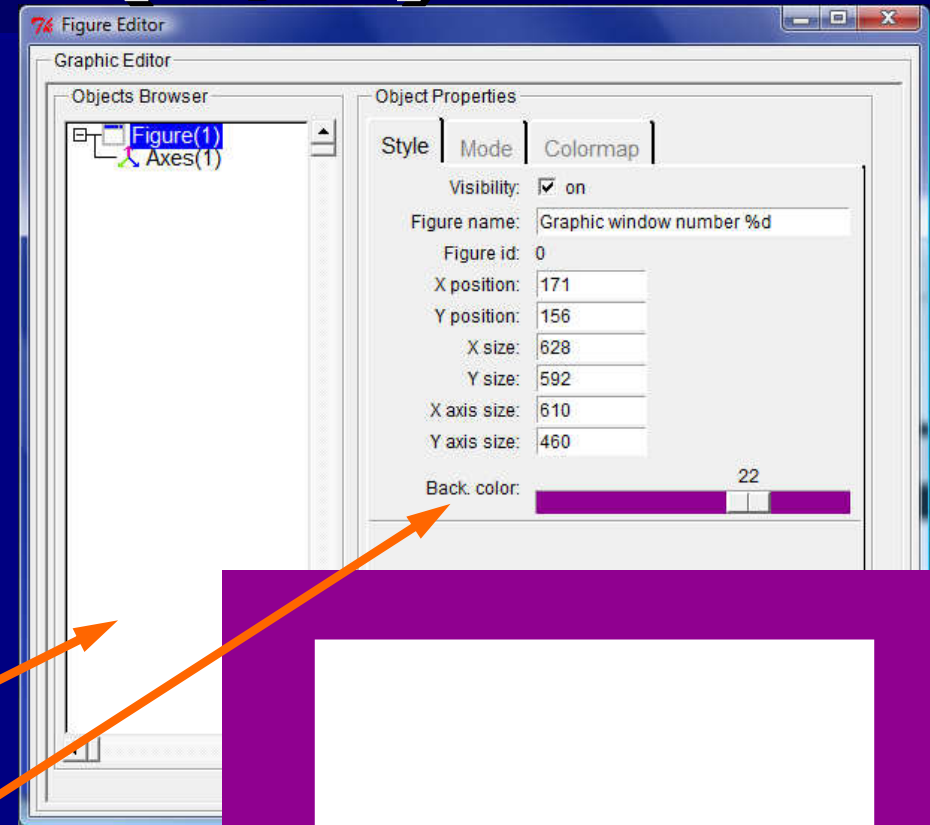 Figure Editor
Graphic Editor
Objects Browser
Figure(1)
Axes(1)
Object Properties
Style Mode Colormap
Visibility: on
Figure name: Graphic window number %d
Figure id: 0
X position: 171
Y position: 156
X size: 628
Y size: 592
X axis size: 610
Y axis size: 460
Back. color: 22